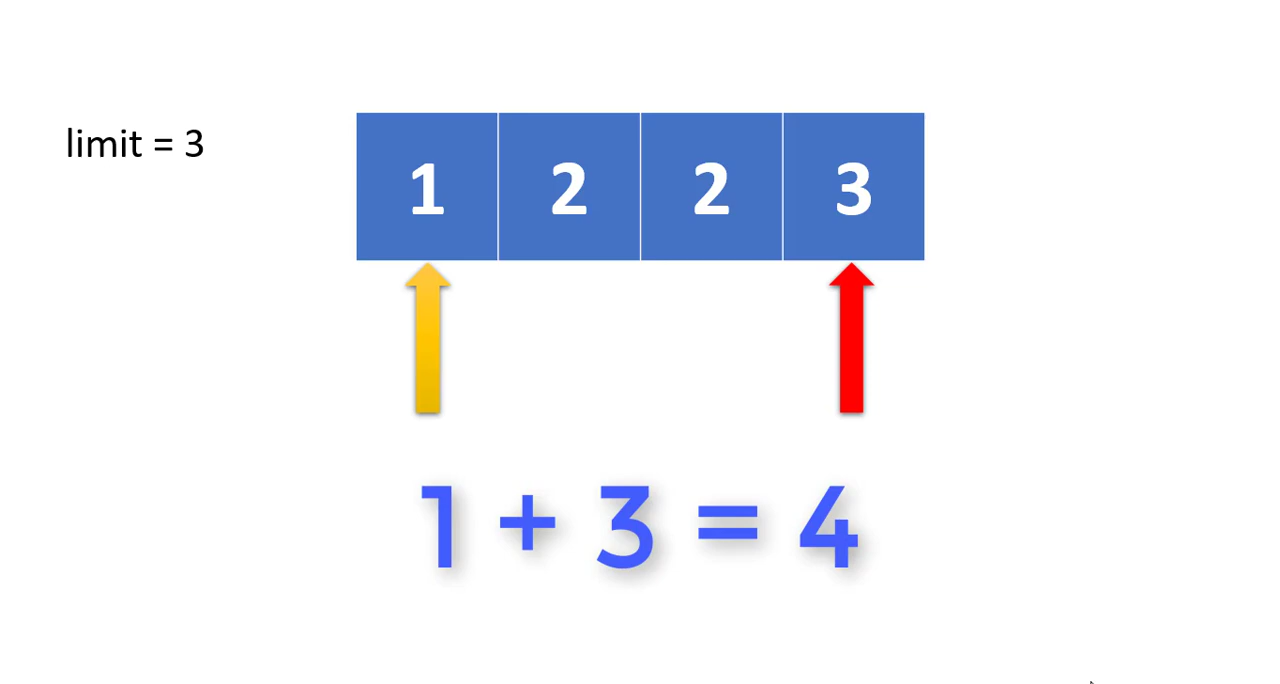 limit = 3
1 2 2 3
1 + 3 = 4